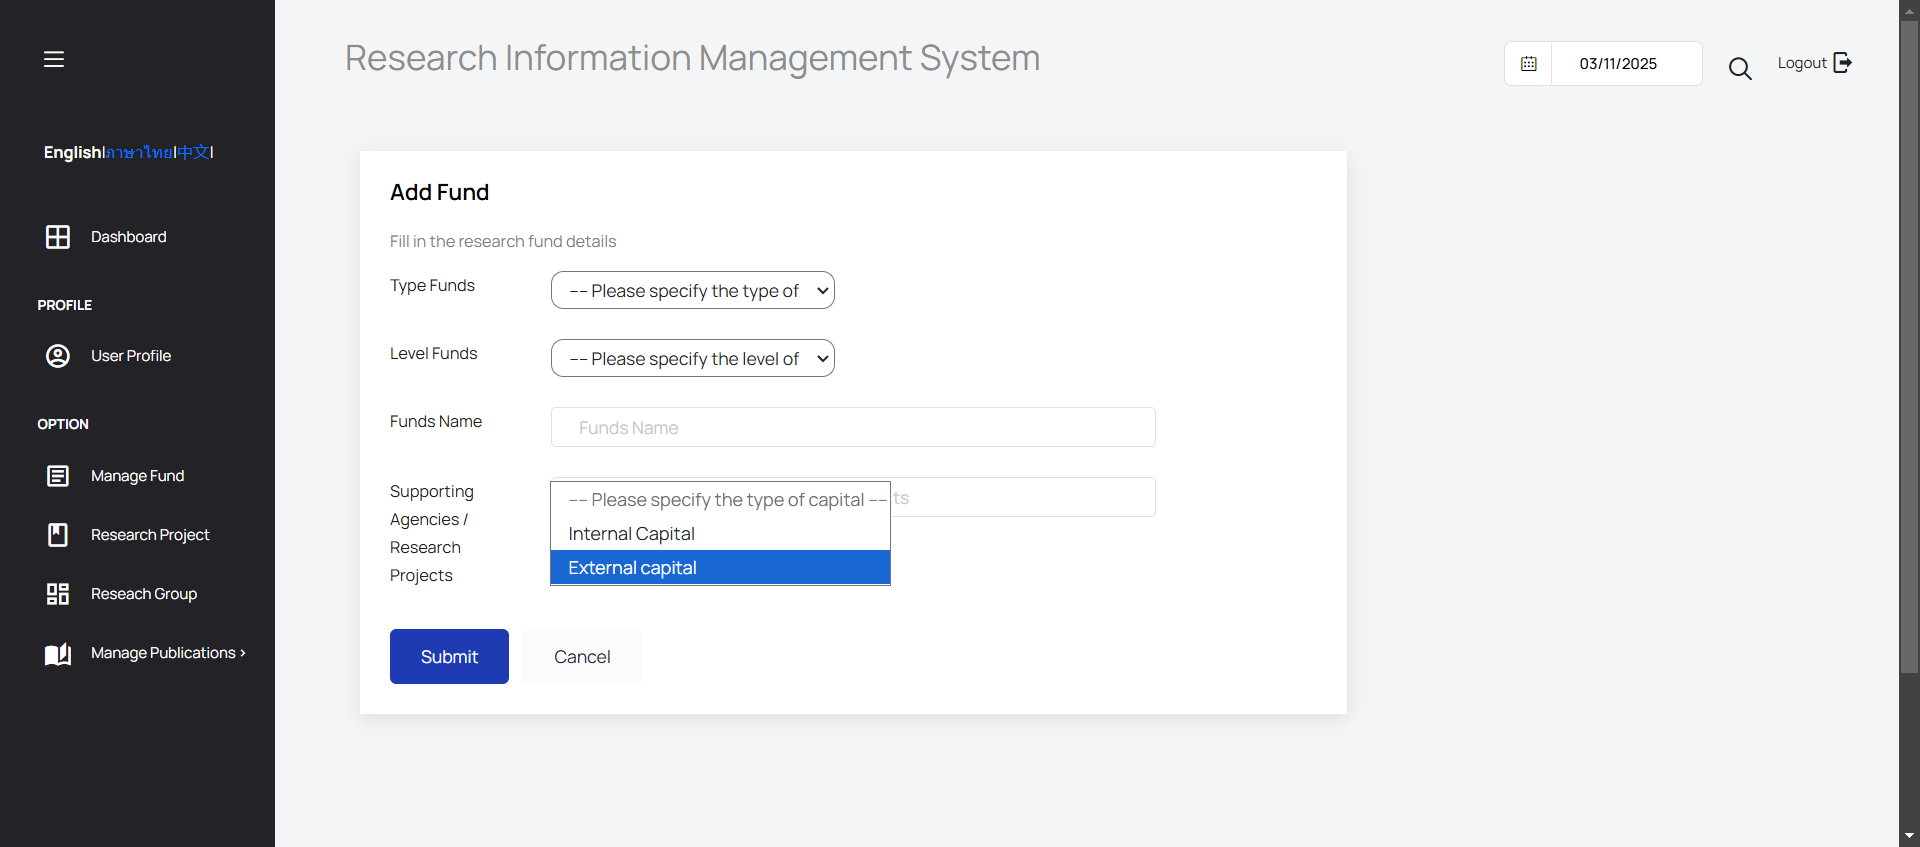 Research Information Management System
03/11/2025
Logout
English|ภาษาไทย|中文|
Dashboard
PROFILE
User Profile
OPTION
Manage Fund
Research Project
Reseach Group
Manage Publications ›
Add Fund
Fill in the research fund details
Type Funds
-- Please specify the type of
Level Funds
-- Please specify the level of
Funds Name
Funds Name
Supporting
Agencies /
Research
Projects
ts
-- Please specify the type of capital --
Internal Capital
External capital
Submit
Cancel